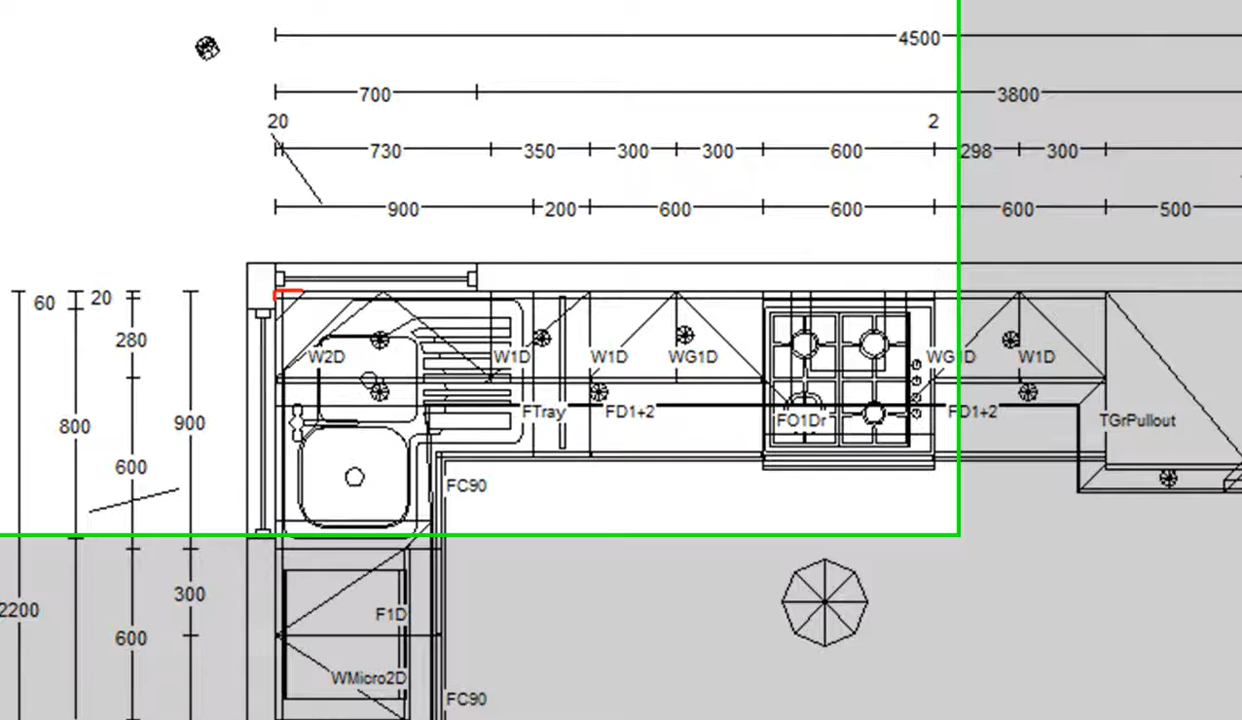 4500
700 3800
20 2
730 350 300 300 600 298 300
900 200 600 600 600 500
60 20
280
W2D W1D W1D WG1D WG1D W1D
800 900
FTray FD1+2 FO1Dr FD1+2 TGrPullout
600
FC90
300
2200 600
F1D
WMicro2D
FC90